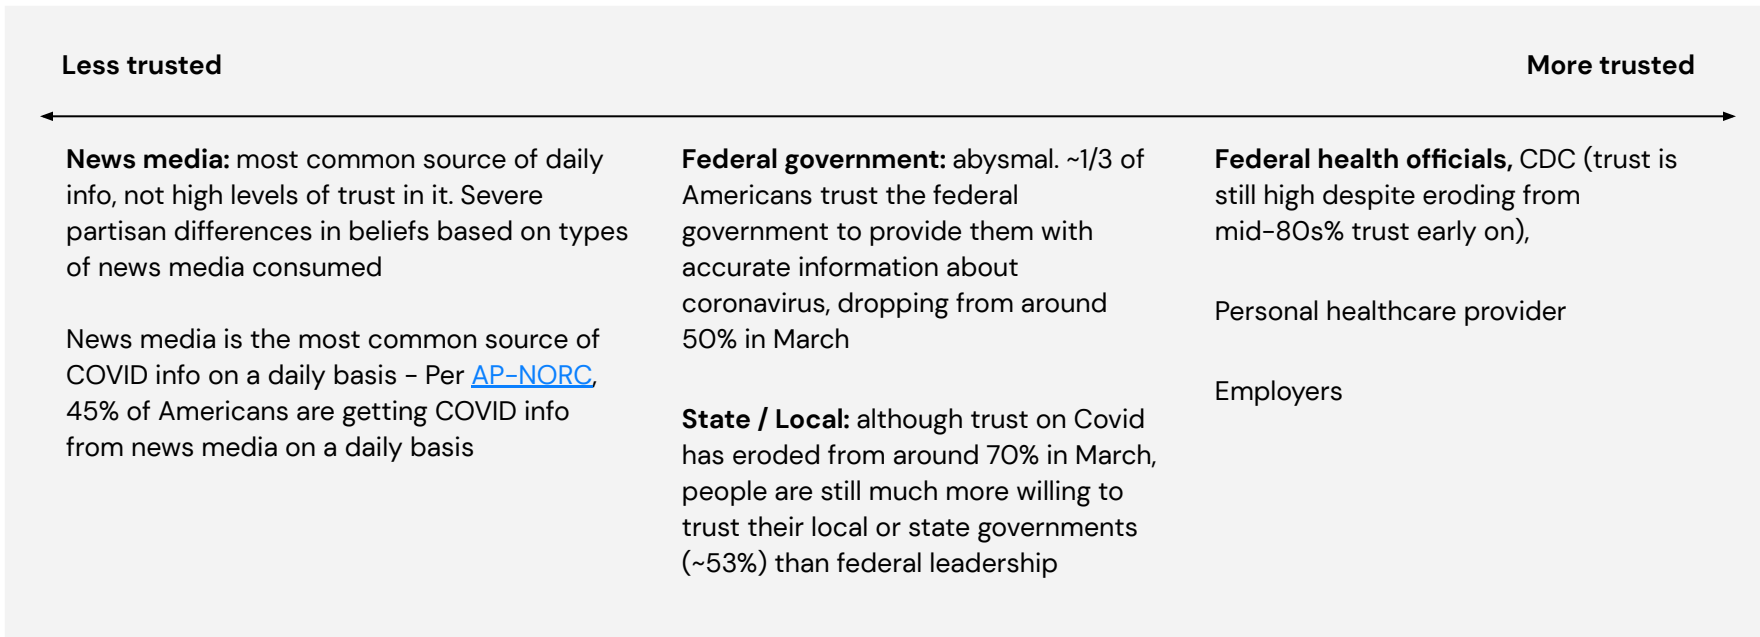 Less trusted
More trusted
News media: most common source of daily
info, not high levels of trust in it. Severe
partisan differences in beliefs based on types
of news media consumed
News media is the most common source of
COVID info on a daily basis - Per AP-NORC,
45% of Americans are getting COVID info
from news media on a daily basis
Federal government: abysmal. ~1/3 of
Americans trust the federal
government to provide them with
accurate information about
coronavirus, dropping from around
50% in March
State / Local: although trust on Covid
has eroded from around 70% in March,
people are still much more willing to
trust their local or state governments
(~53%) than federal leadership
Federal health officials, CDC (trust is
still high despite eroding from
mid-80s% trust early on),
Personal healthcare provider
Employers